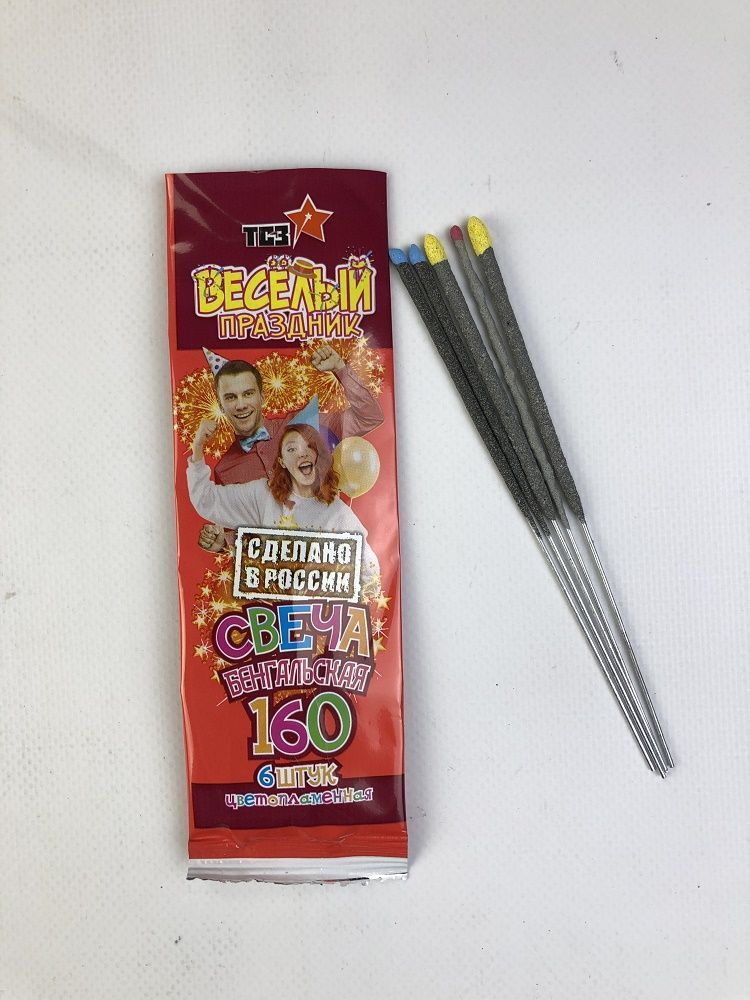 ТСЗ
ВЕСЁЛЫЙ
ПРАЗДНИК
СДЕЛАНО
В РОССИИ
СВЕЧА
БЕНГАЛЬСКАЯ
160
6 ШТУК
цветопламенная